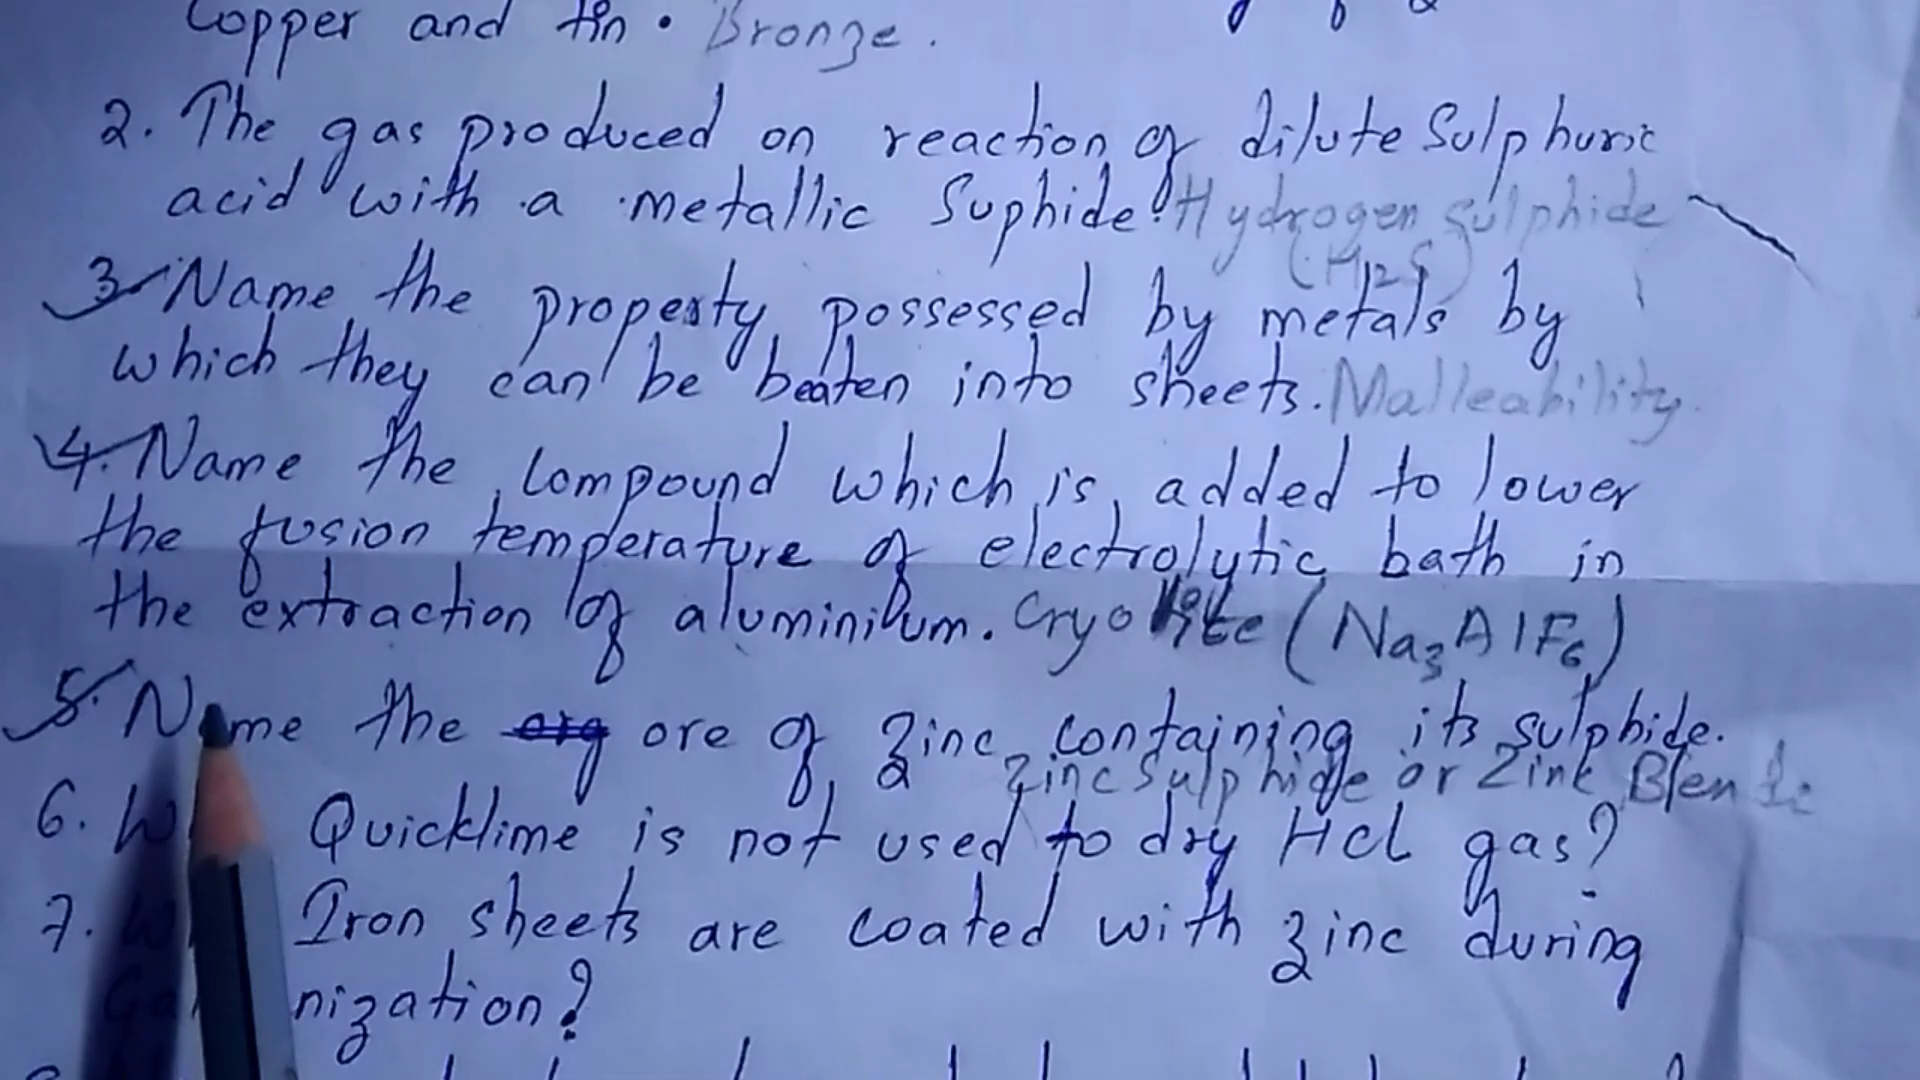 Copper and tin. Bronze.
2. The gas produced on reaction of dilute Sulphuric
acid with a metallic Suphide. Hydrogen Sulphide
(H2S)
3. Name the property possessed by metals by
which they can be beaten into sheets. Malleability.
4. Name the compound which is added to lower
the fusion temperature of electrolytic bath in
the extraction of aluminium. Cryolite (Na3AlF6)
5. Name the ore of zinc containing its sulphide.
Zinc Sulphide or Zink Blende
6. Quicklime is not used to dry HCl gas?
7. Iron sheets are coated with zinc during
nization?